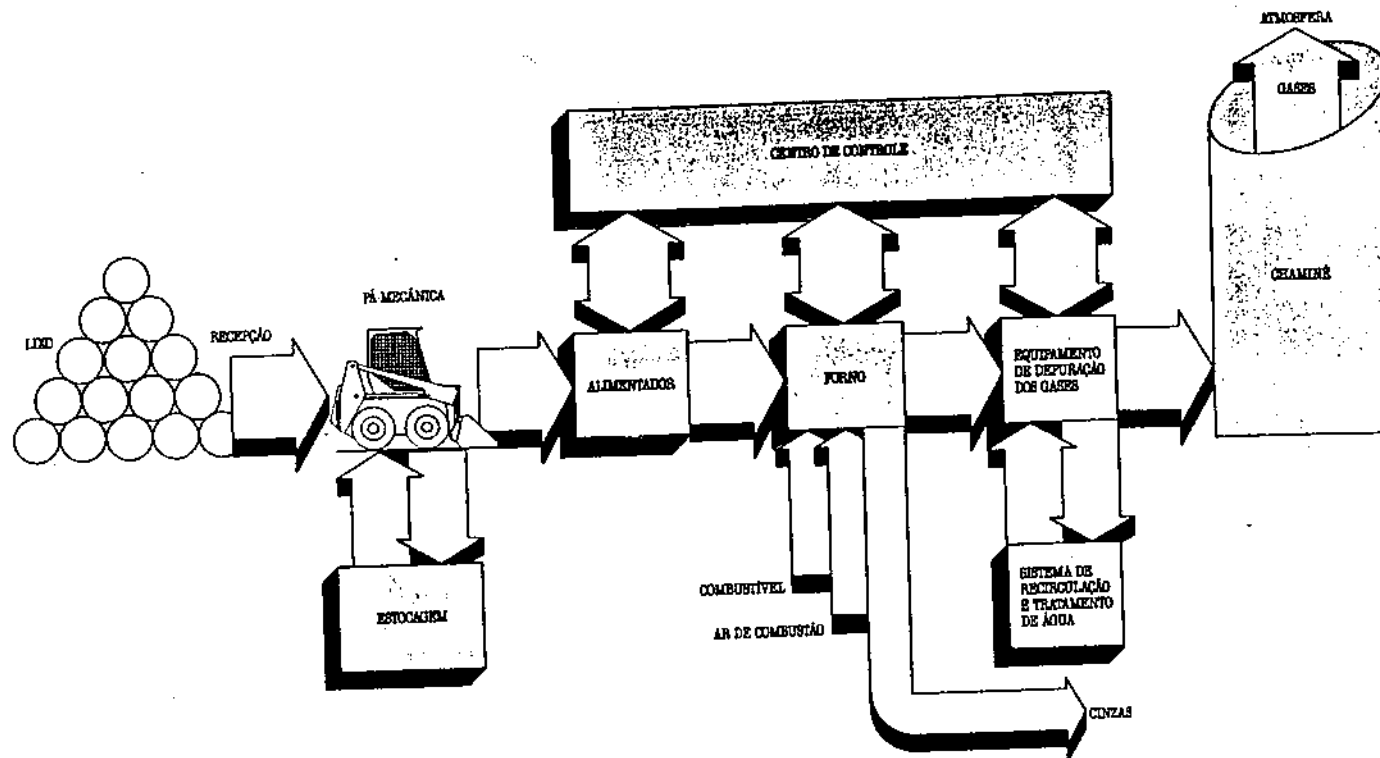 ATMOSFERA
GASES
CENTRO DE CONTROLE
CHAMINÉ
PÁ MECÂNICA
LIXO
RECEPÇÃO
ALIMENTADOR
FORNO
EQUIPAMENTO
DE DEPURAÇÃO
DOS GASES
ESTOCAGEM
COMBUSTÍVEL
AR DE COMBUSTÃO
SISTEMA DE
RECIRCULAÇÃO
E TRATAMENTO
DE ÁGUA
CINZAS